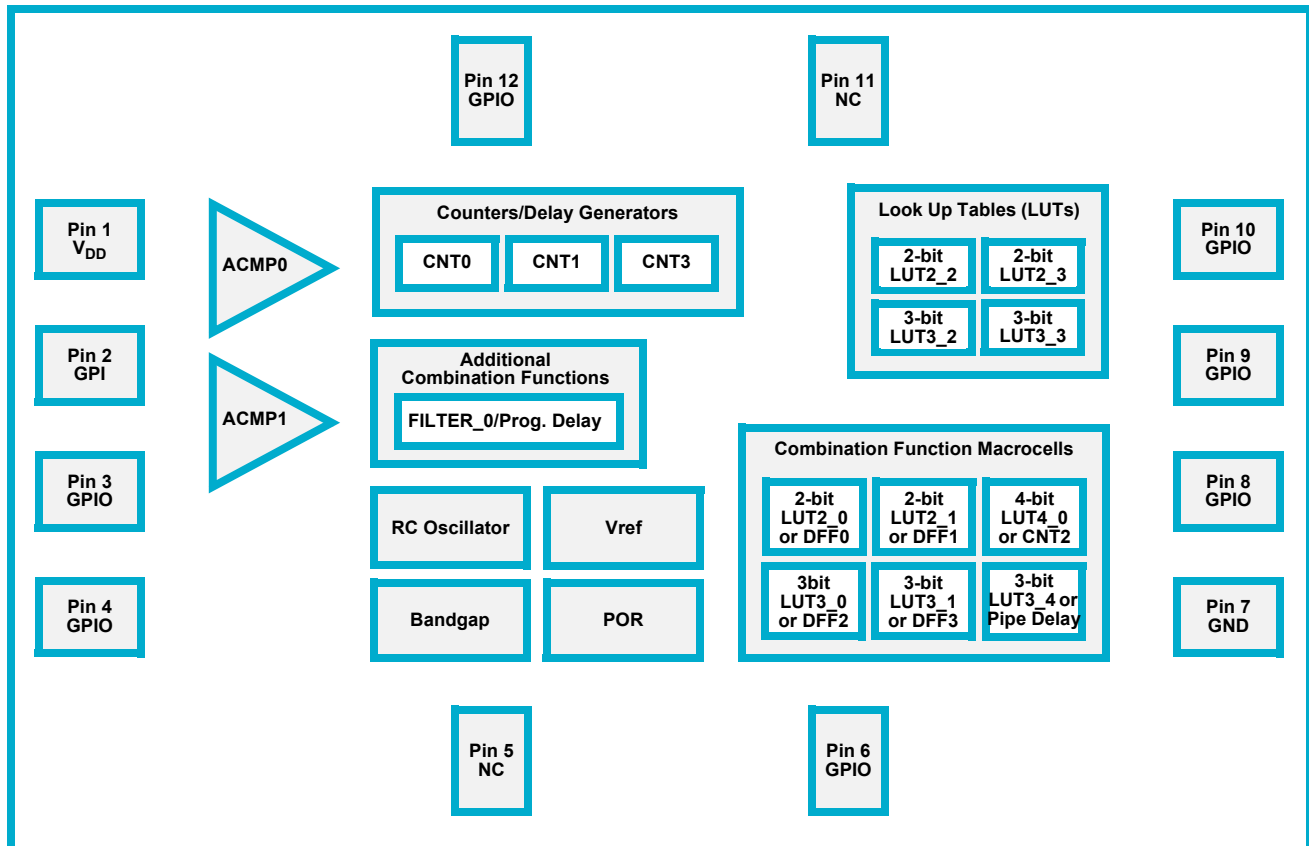 Pin 12
GPIO
Pin 11
NC
Pin 1
VDD
Pin 2
GPI
Pin 3
GPIO
Pin 4
GPIO
ACMP0
ACMP1
Counters/Delay Generators
CNT0
CNT1
CNT3
Additional
Combination Functions
FILTER_0/Prog. Delay
RC Oscillator
Vref
Bandgap
POR
Look Up Tables (LUTs)
2-bit
LUT2_2
2-bit
LUT2_3
3-bit
LUT3_2
3-bit
LUT3_3
Combination Function Macrocells
2-bit
LUT2_0
or DFF0
2-bit
LUT2_1
or DFF1
4-bit
LUT4_0
or CNT2
3bit
LUT3_0
or DFF2
3-bit
LUT3_1
or DFF3
3-bit
LUT3_4 or
Pipe Delay
Pin 10
GPIO
Pin 9
GPIO
Pin 8
GPIO
Pin 7
GND
Pin 5
NC
Pin 6
GPIO